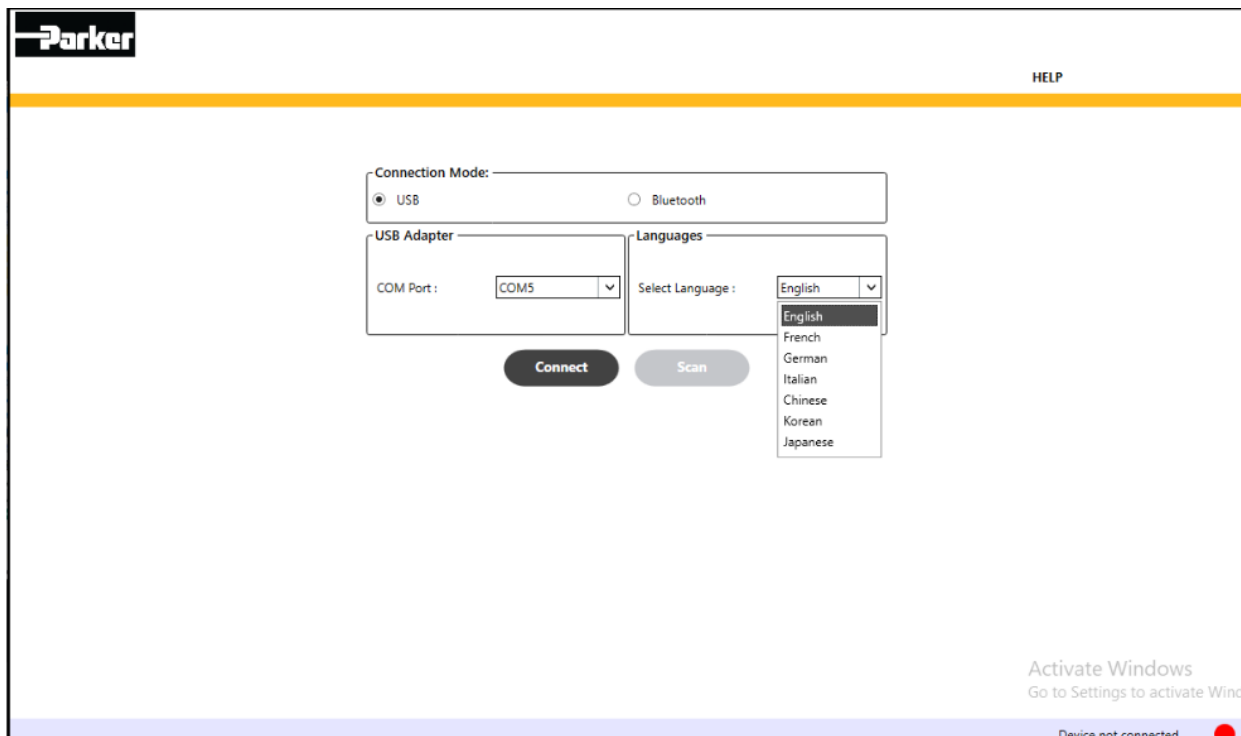 Parker
HELP
Connection Mode:
USB Bluetooth
USB Adapter Languages
COM Port : COM5 Select Language : English
English
French
German
Italian
Chinese
Korean
Japanese
Connect Scan
Activate Windows
Go to Settings to activate Wind
Device not connected